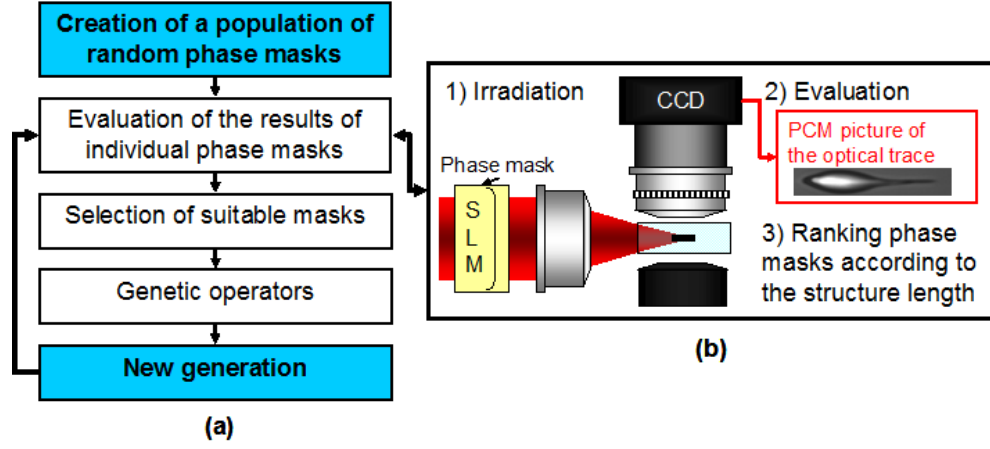 Creation of a population of
random phase masks
Evaluation of the results of
individual phase masks
Selection of suitable masks
Genetic operators
New generation
(a)
1) Irradiation
CCD
2) Evaluation
PCM picture of
the optical trace
Phase mask
S
L
M
3) Ranking phase
masks according to
the structure length
(b)